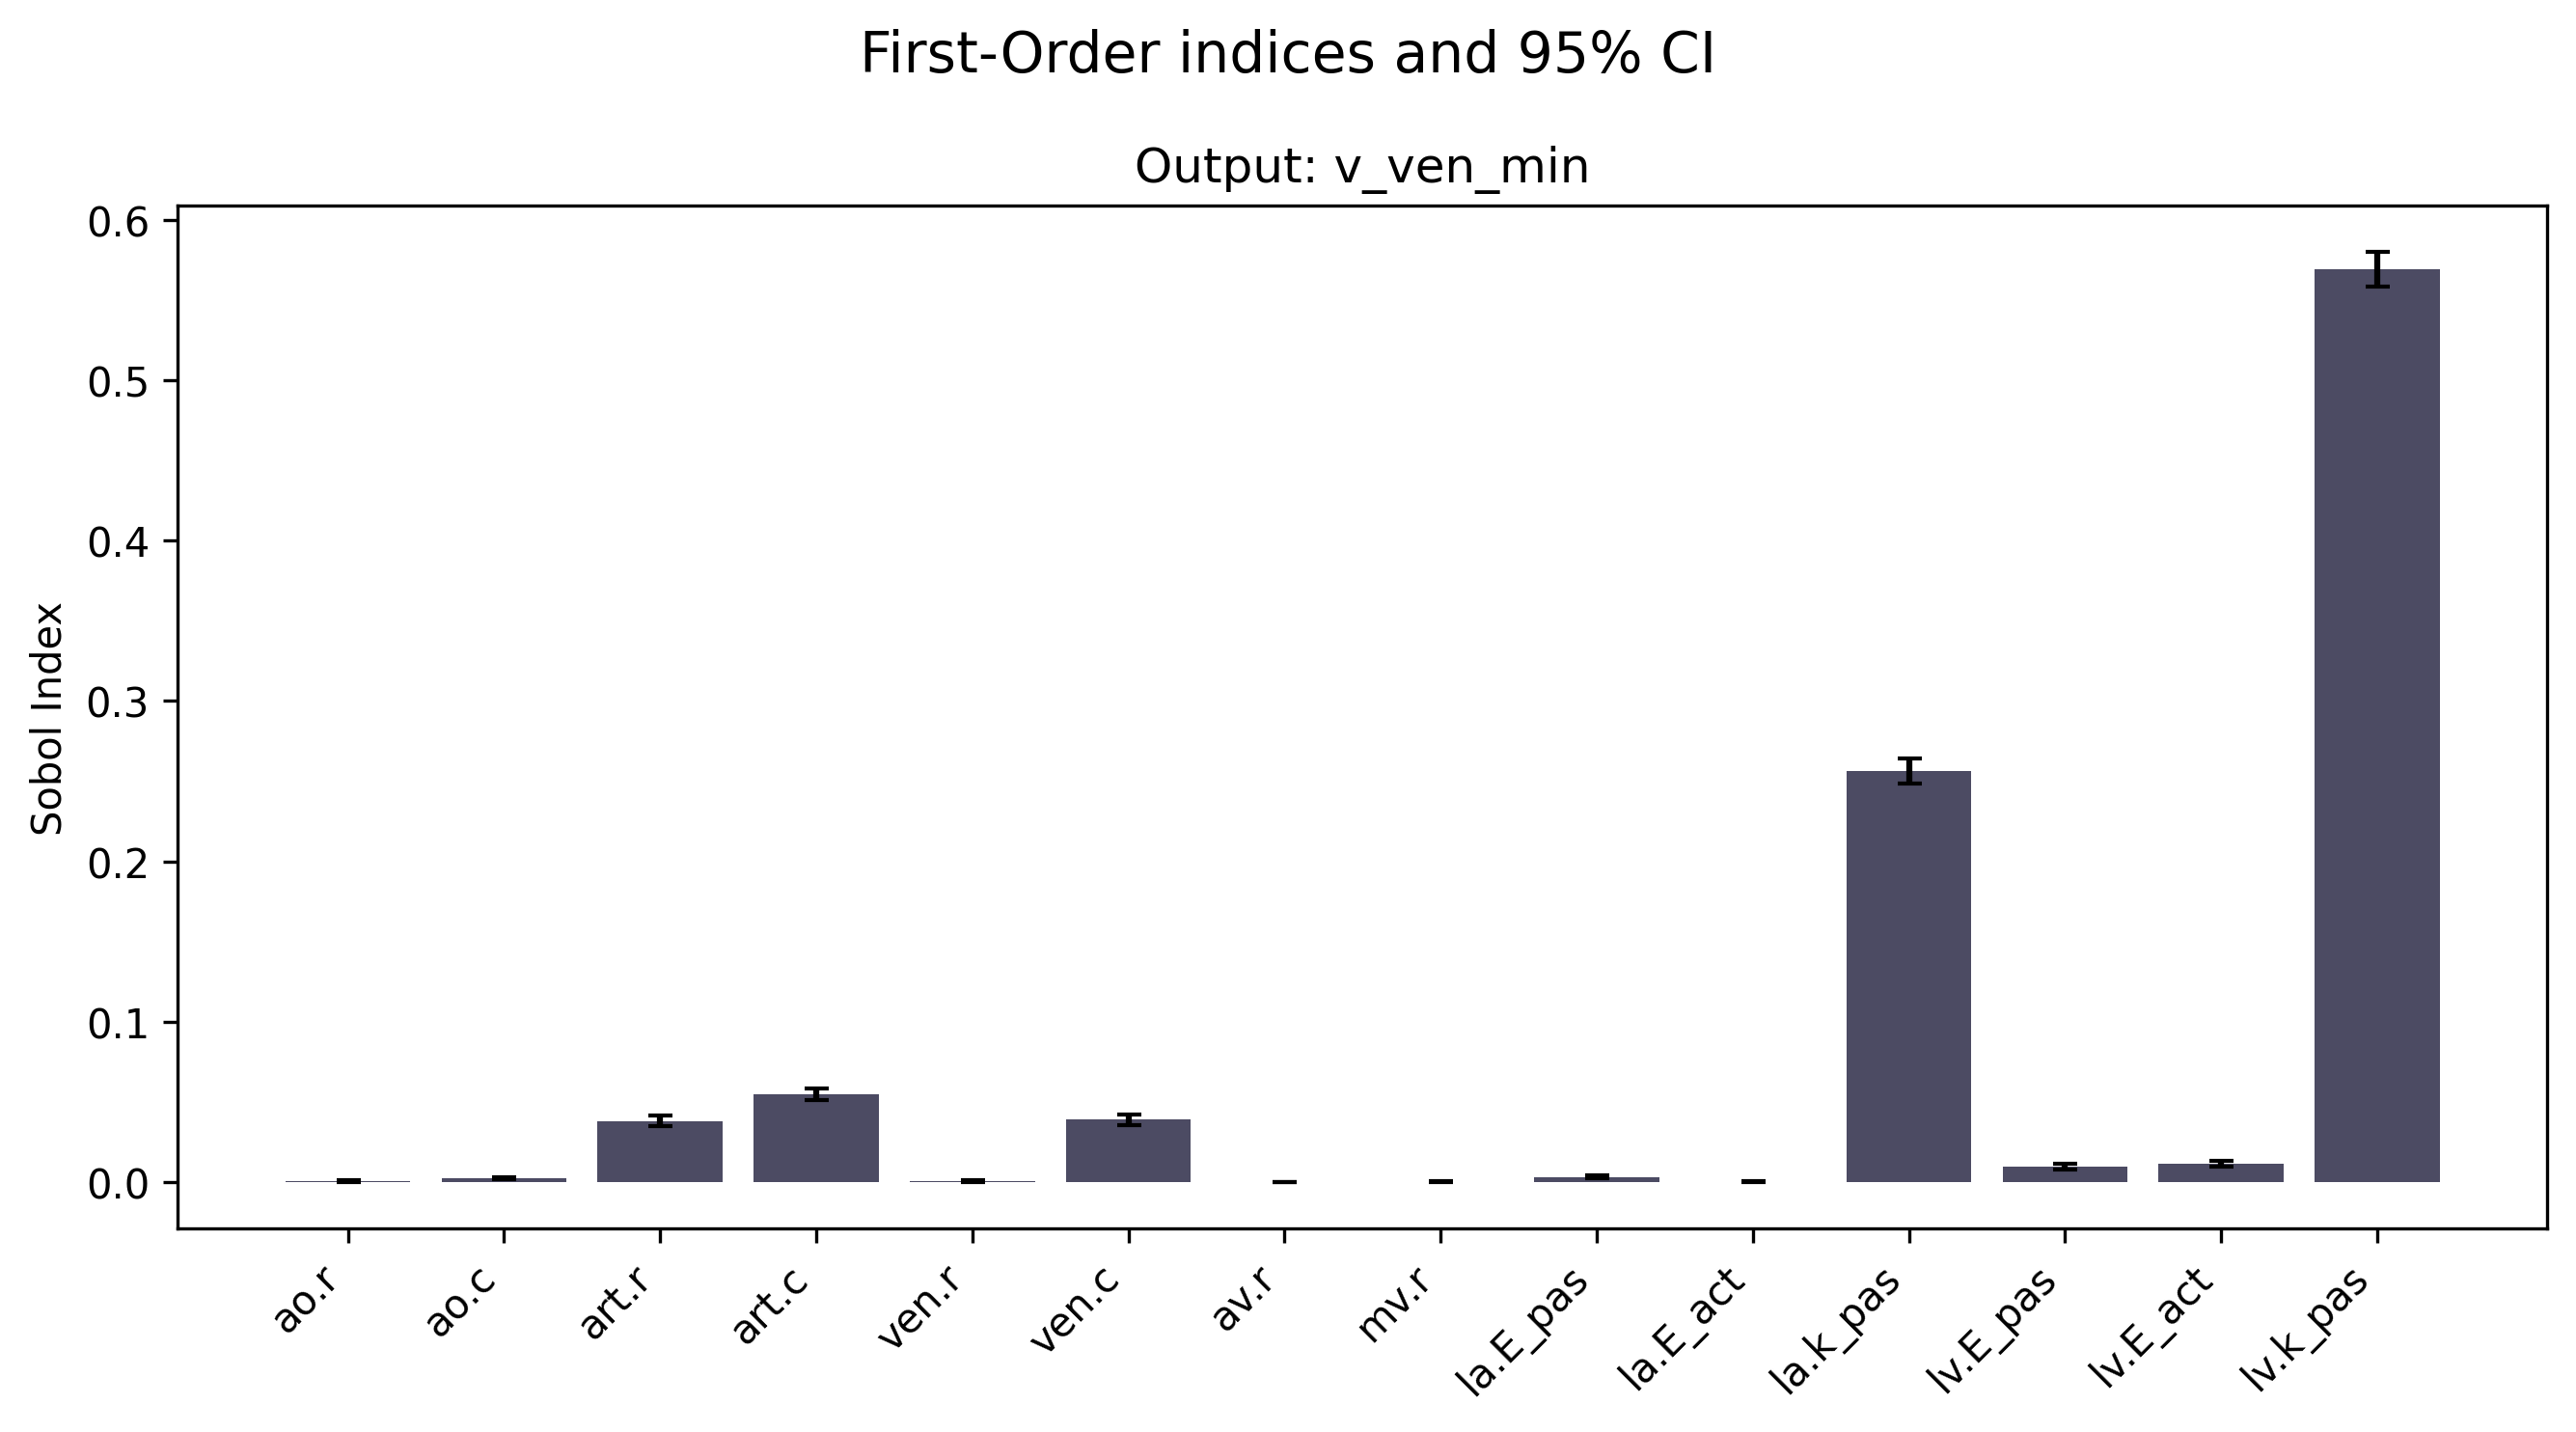 First-Order indices and 95% CI
Output: v_ven_min
Sobol Index
0.6
0.5
0.4
0.3
0.2
0.1
0.0
ao.r
ao.c
art.r
art.c
ven.r
ven.c
av.r
mv.r
la.E_pas
la.E_act
la.k_pas
lv.E_pas
lv.E_act
lv.k_pas